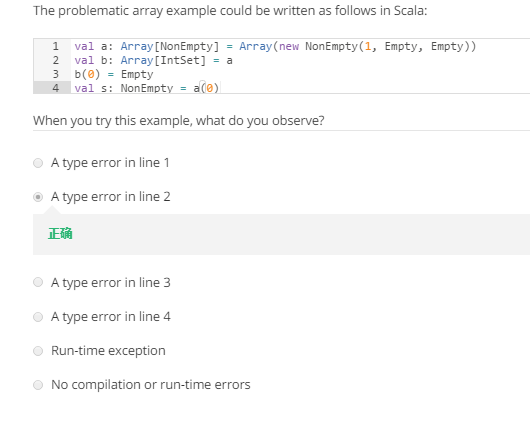 The problematic array example could be written as follows in Scala:
1 val a: Array[NonEmpty] = Array(new NonEmpty(1, Empty, Empty))
2 val b: Array[IntSet] = a
3 b(0) = Empty
4 val s: NonEmpty = a(0)
When you try this example, what do you observe?
A type error in line 1
A type error in line 2
正确
A type error in line 3
A type error in line 4
Run-time exception
No compilation or run-time errors